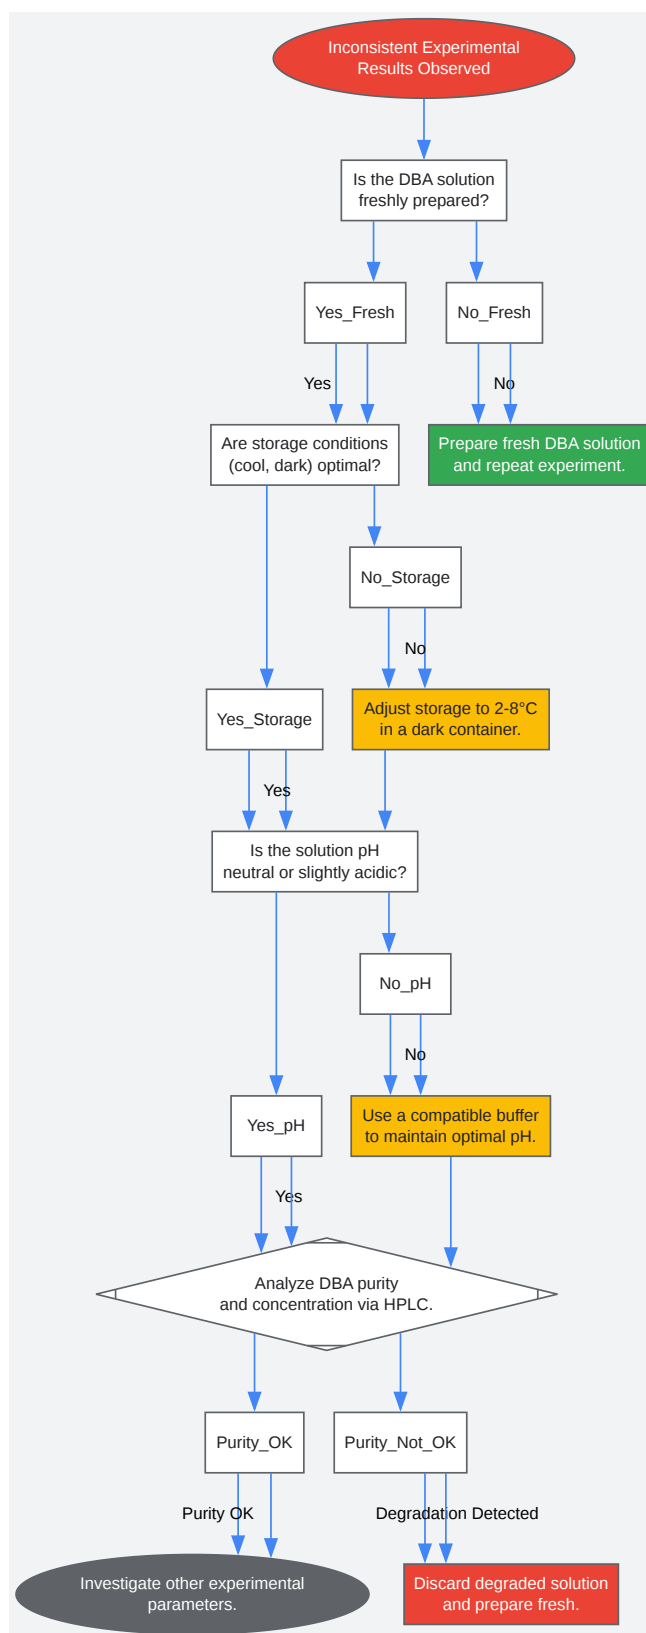 Inconsistent Experimental
Results Observed
Is the DBA solution
freshly prepared?
Yes_Fresh
No_Fresh
Yes
No
Are storage conditions
(cool, dark) optimal?
Prepare fresh DBA solution
and repeat experiment.
No_Storage
No
Yes_Storage
Adjust storage to 2-8°C
in a dark container.
Yes
Is the solution pH
neutral or slightly acidic?
No_pH
No
Yes_pH
Use a compatible buffer
to maintain optimal pH.
Yes
Analyze DBA purity
and concentration via HPLC.
Purity_OK
Purity_Not_OK
Purity OK
Degradation Detected
Investigate other experimental
parameters.
Discard degraded solution
and prepare fresh.